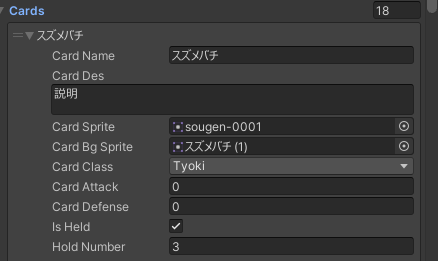 Cards 18
スズメバチ
Card Name スズメバチ
Card Des
説明
Card Sprite sougen-0001
Card Bg Sprite スズメバチ (1)
Card Class Tyoki
Card Attack 0
Card Defense 0
Is Held
Hold Number 3